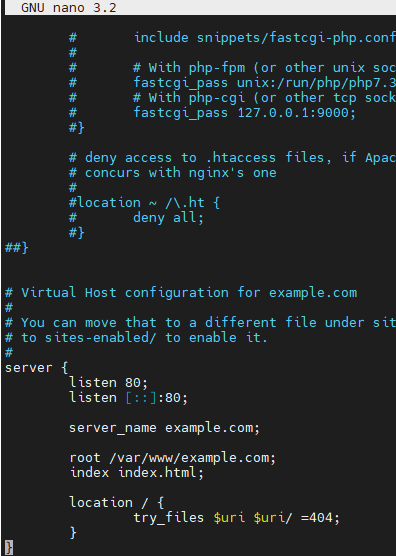 GNU nano 3.2
#       include snippets/fastcgi-php.conf
#
#       # With php-fpm (or other unix soc
#       fastcgi_pass unix:/run/php/php7.3
#       # With php-cgi (or other tcp sock
#       fastcgi_pass 127.0.0.1:9000;
#}
# deny access to .htaccess files, if Apac
# concurs with nginx's one
#
#location ~ /\.ht {
#       deny all;
#}
##}
# Virtual Host configuration for example.com
#
# You can move that to a different file under sit
# to sites-enabled/ to enable it.
#
server {
listen 80;
listen [::]:80;
server_name example.com;
root /var/www/example.com;
index index.html;
location / {
try_files $uri $uri/ =404;
}
}